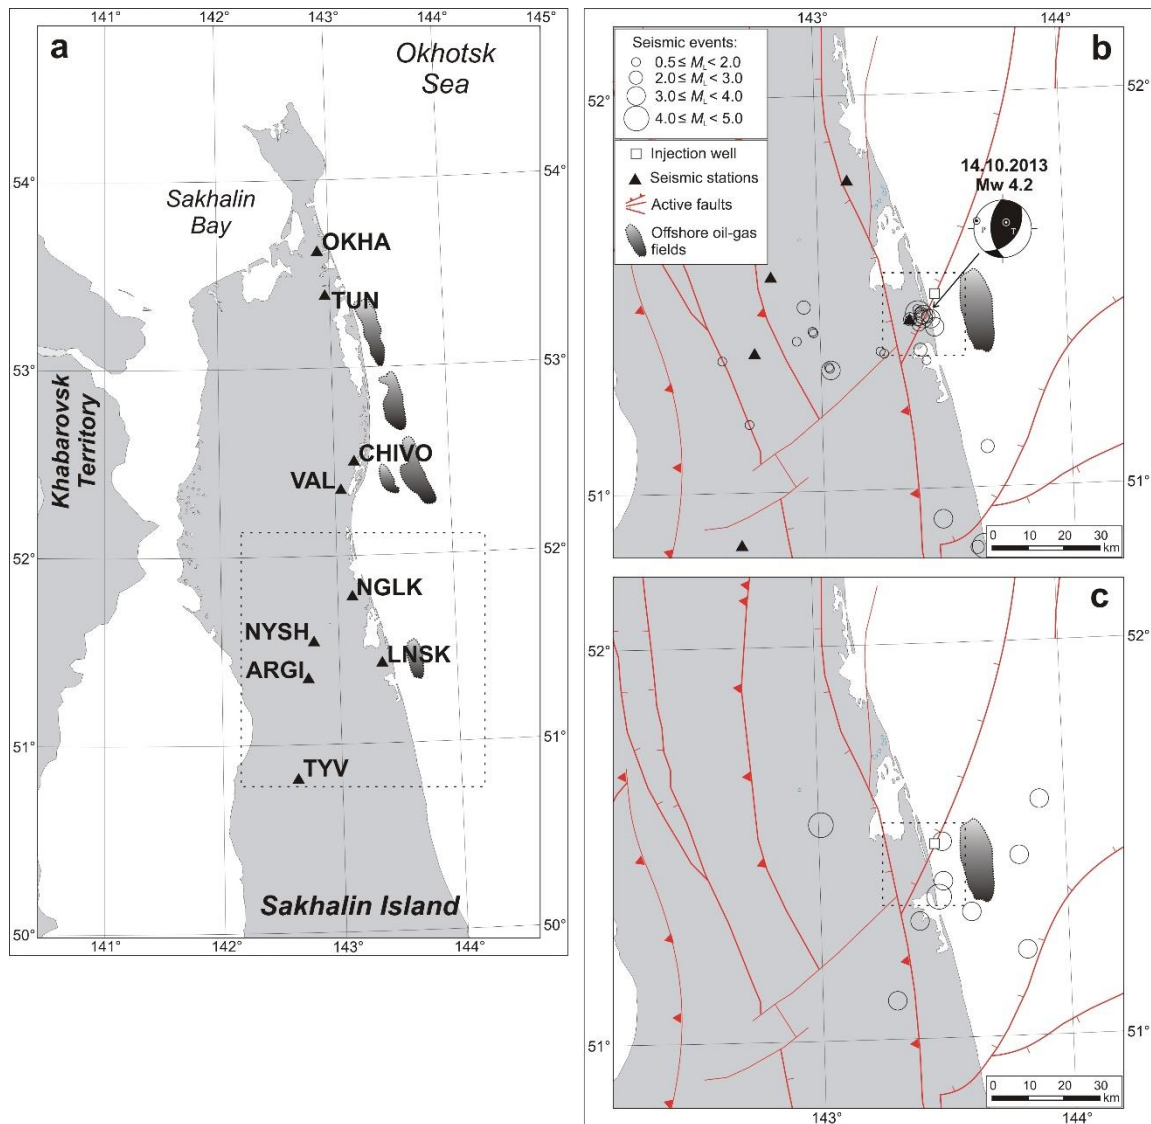 141°
142°
143°
144°
145°
a
Okhotsk
Sea
54°
54°
Sakhalin
Bay
OKHA
TUN
53°
53°
Khabarovsk
Territory
CHIVO
VAL
52°
52°
NGLK
NYSH
LNSK
ARGI
51°
51°
TYV
Sakhalin Island
50°
50°
141°
142°
143°
144°
143°
144°
b
Seismic events:
0.5 ≤ ML < 2.0
2.0 ≤ ML < 3.0
3.0 ≤ ML < 4.0
4.0 ≤ ML < 5.0
Injection well
Seismic stations
Active faults
Offshore oil-gas
fields
52°
52°
14.10.2013
Mw 4.2
P
T
51°
51°
0 10 20 30
km
c
52°
52°
51°
51°
0 10 20 30
km
143°
144°